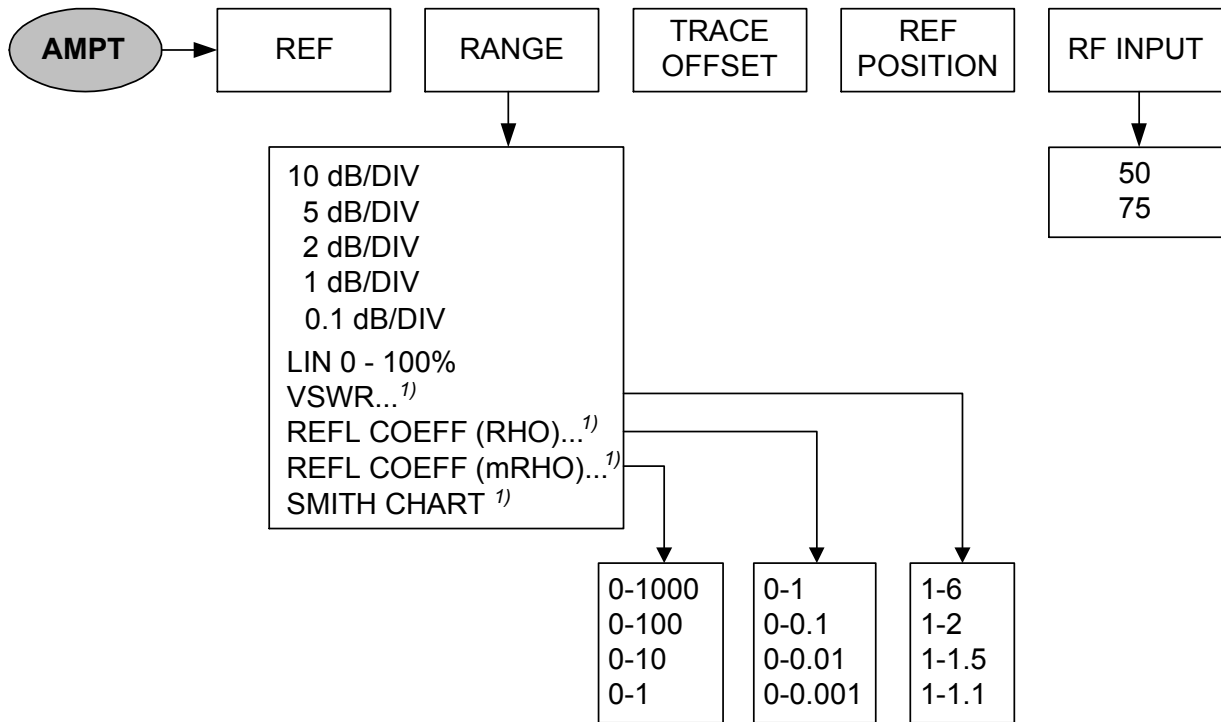 AMPT
REF
RANGE
TRACE
OFFSET
REF
POSITION
RF INPUT
10 dB/DIV
5 dB/DIV
2 dB/DIV
1 dB/DIV
0.1 dB/DIV
LIN 0 - 100%
VSWR...1)
REFL COEFF (RHO)...1)
REFL COEFF (mRHO)...1)
SMITH CHART 1)
50
75
0-1000
0-100
0-10
0-1
0-1
0-0.1
0-0.01
0-0.001
1-6
1-2
1-1.5
1-1.1